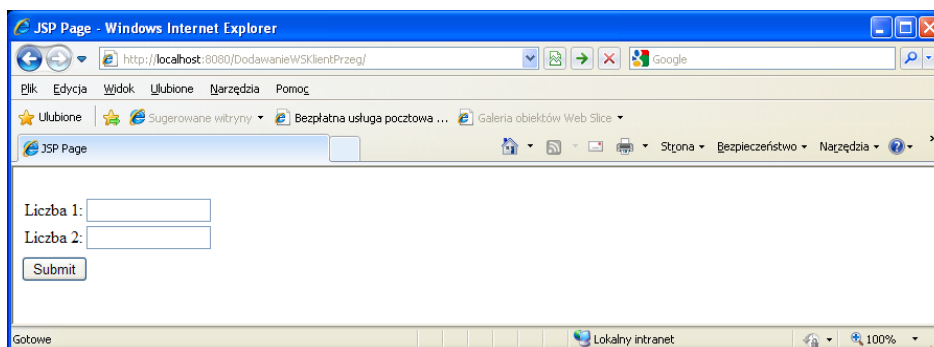 JSP Page - Windows Internet Explorer
http://localhost:8080/DodawanieWSKlientPrzeg/ Google
Plik Edycja Widok Ulubione Narzędzia Pomoc
Ulubione Sugerowane witryny Bezpłatna usługa pocztowa ... Galeria obiektów Web Slice
JSP Page Strona Bezpieczeństwo Narzędzia
Liczba 1:
Liczba 2:
Submit
Gotowe Lokalny intranet 100%